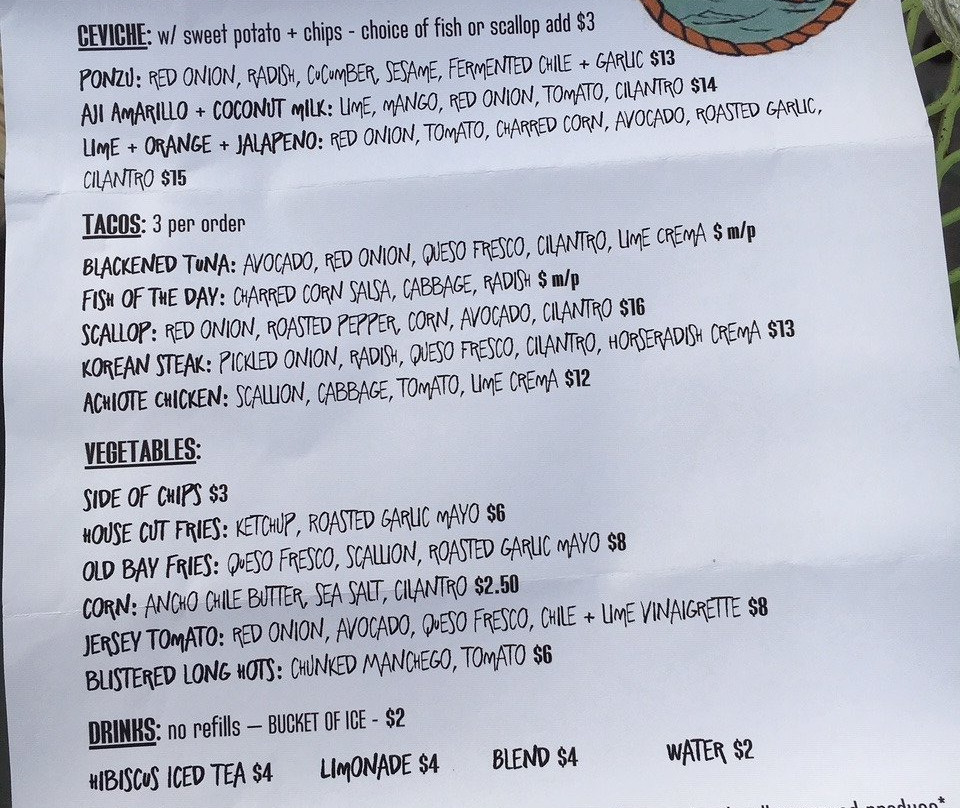 CEVICHE: w/ sweet potato + chips - choice of fish or scallop add $3
PONZU: RED ONION, RADISH, CUCUMBER, SESAME, FERMENTED CHILE + GARLIC $13
AJI AMARILLO + COCONUT MILK: LIME, MANGO, RED ONION, TOMATO, CILANTRO $14
LIME + ORANGE + JALAPENO: RED ONION, TOMATO, CHARRED CORN, AVOCADO, ROASTED GARLIC,
CILANTRO $15
TACOS: 3 per order
BLACKENED TUNA: AVOCADO, RED ONION, QUESO FRESCO, CILANTRO, LIME CREMA $ m/p
FISH OF THE DAY: CHARRED CORN SALSA, CABBAGE, RADISH $ m/p
SCALLOP: RED ONION, ROASTED PEPPER, CORN, AVOCADO, CILANTRO $16
KOREAN STEAK: PICKLED ONION, RADISH, QUESO FRESCO, CILANTRO, HORSERADISH CREMA $13
ACHIOTE CHICKEN: SCALLION, CABBAGE, TOMATO, LIME CREMA $12
VEGETABLES:
SIDE OF CHIPS $3
HOUSE CUT FRIES: KETCHUP, ROASTED GARLIC MAYO $6
OLD BAY FRIES: QUESO FRESCO, SCALLION, ROASTED GARLIC MAYO $8
CORN: ANCHO CHILE BUTTER, SEA SALT, CILANTRO $2.50
JERSEY TOMATO: RED ONION, AVOCADO, QUESO FRESCO, CHILE + LIME VINAIGRETTE $8
BLISTERED LONG HOTS: CHUNKED MANCHEGO, TOMATO $6
DRINKS: no refills – BUCKET OF ICE - $2
HIBISCUS ICED TEA $4 LIMONADE $4 BLEND $4 WATER $2